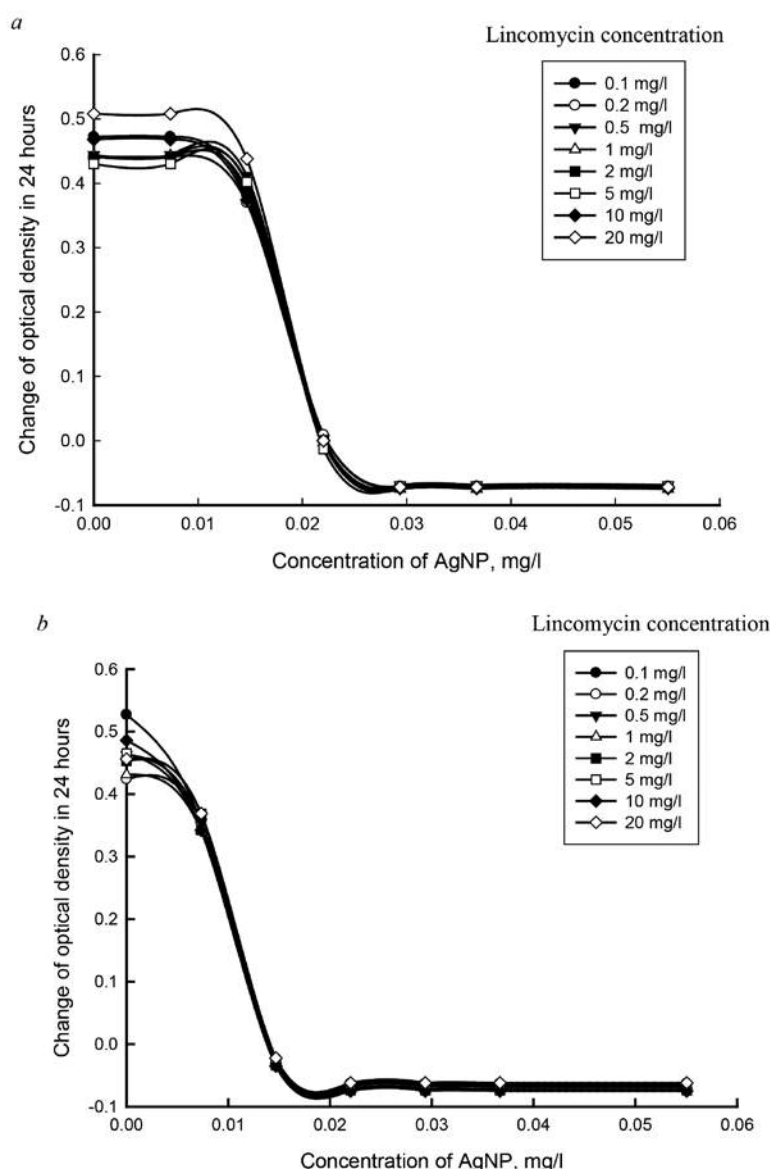 a
Lincomycin concentration
0.1 mg/l
0.2 mg/l
0.5 mg/l
1 mg/l
2 mg/l
5 mg/l
10 mg/l
20 mg/l
Change of optical density in 24 hours
0.6
0.5
0.4
0.3
0.2
0.1
0.0
-0.1
0.00 0.01 0.02 0.03 0.04 0.05 0.06
Concentration of AgNP, mg/l
b
Lincomycin concentration
0.1 mg/l
0.2 mg/l
0.5 mg/l
1 mg/l
2 mg/l
5 mg/l
10 mg/l
20 mg/l
Change of optical density in 24 hours
0.6
0.5
0.4
0.3
0.2
0.1
0.0
-0.1
0.00 0.01 0.02 0.03 0.04 0.05 0.06
Concentration of AgNP, mg/l